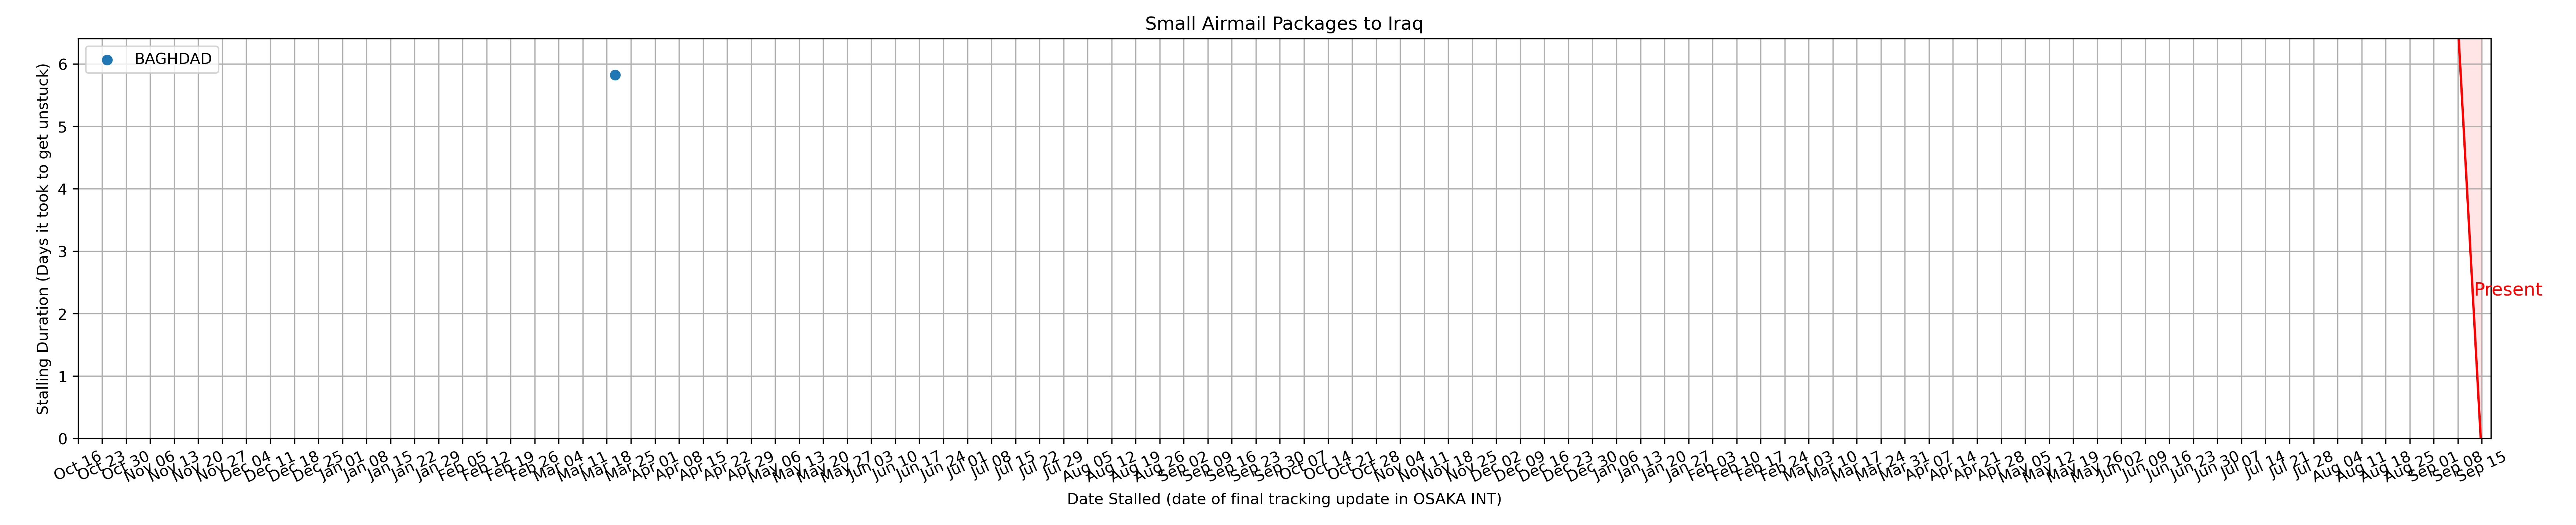 Small Airmail Packages to Iraq
BAGHDAD
Stalling Duration (Days it took to get unstuck)
6
5
4
3
2
1
0
Present
Oct 16 Oct 23 Oct 30 Nov 06 Nov 13 Nov 20 Nov 27 Dec 04 Dec 11 Dec 18 Dec 25 Jan 01 Jan 08 Jan 15 Jan 22 Jan 29 Feb 05 Feb 12 Feb 19 Feb 26 Mar 04 Mar 11 Mar 18 Mar 25 Apr 01 Apr 08 Apr 15 Apr 22 Apr 29 May 06 May 13 May 20 May 27 Jun 03 Jun 10 Jun 17 Jun 24 Jul 01 Jul 08 Jul 15 Jul 22 Jul 29 Aug 05 Aug 12 Aug 19 Aug 26 Sep 02 Sep 09 Sep 16 Sep 23 Sep 30 Oct 07 Oct 14 Oct 21 Oct 28 Nov 04 Nov 11 Nov 18 Nov 25 Dec 02 Dec 09 Dec 16 Dec 23 Dec 30 Jan 06 Jan 13 Jan 20 Jan 27 Feb 03 Feb 10 Feb 17 Feb 24 Mar 03 Mar 10 Mar 17 Mar 24 Mar 31 Apr 07 Apr 14 Apr 21 Apr 28 May 05 May 12 May 19 May 26 Jun 02 Jun 09 Jun 16 Jun 23 Jun 30 Jul 07 Jul 14 Jul 21 Jul 28 Aug 04 Aug 11 Aug 18 Aug 25 Sep 01 Sep 08 Sep 15
Date Stalled (date of final tracking update in OSAKA INT)